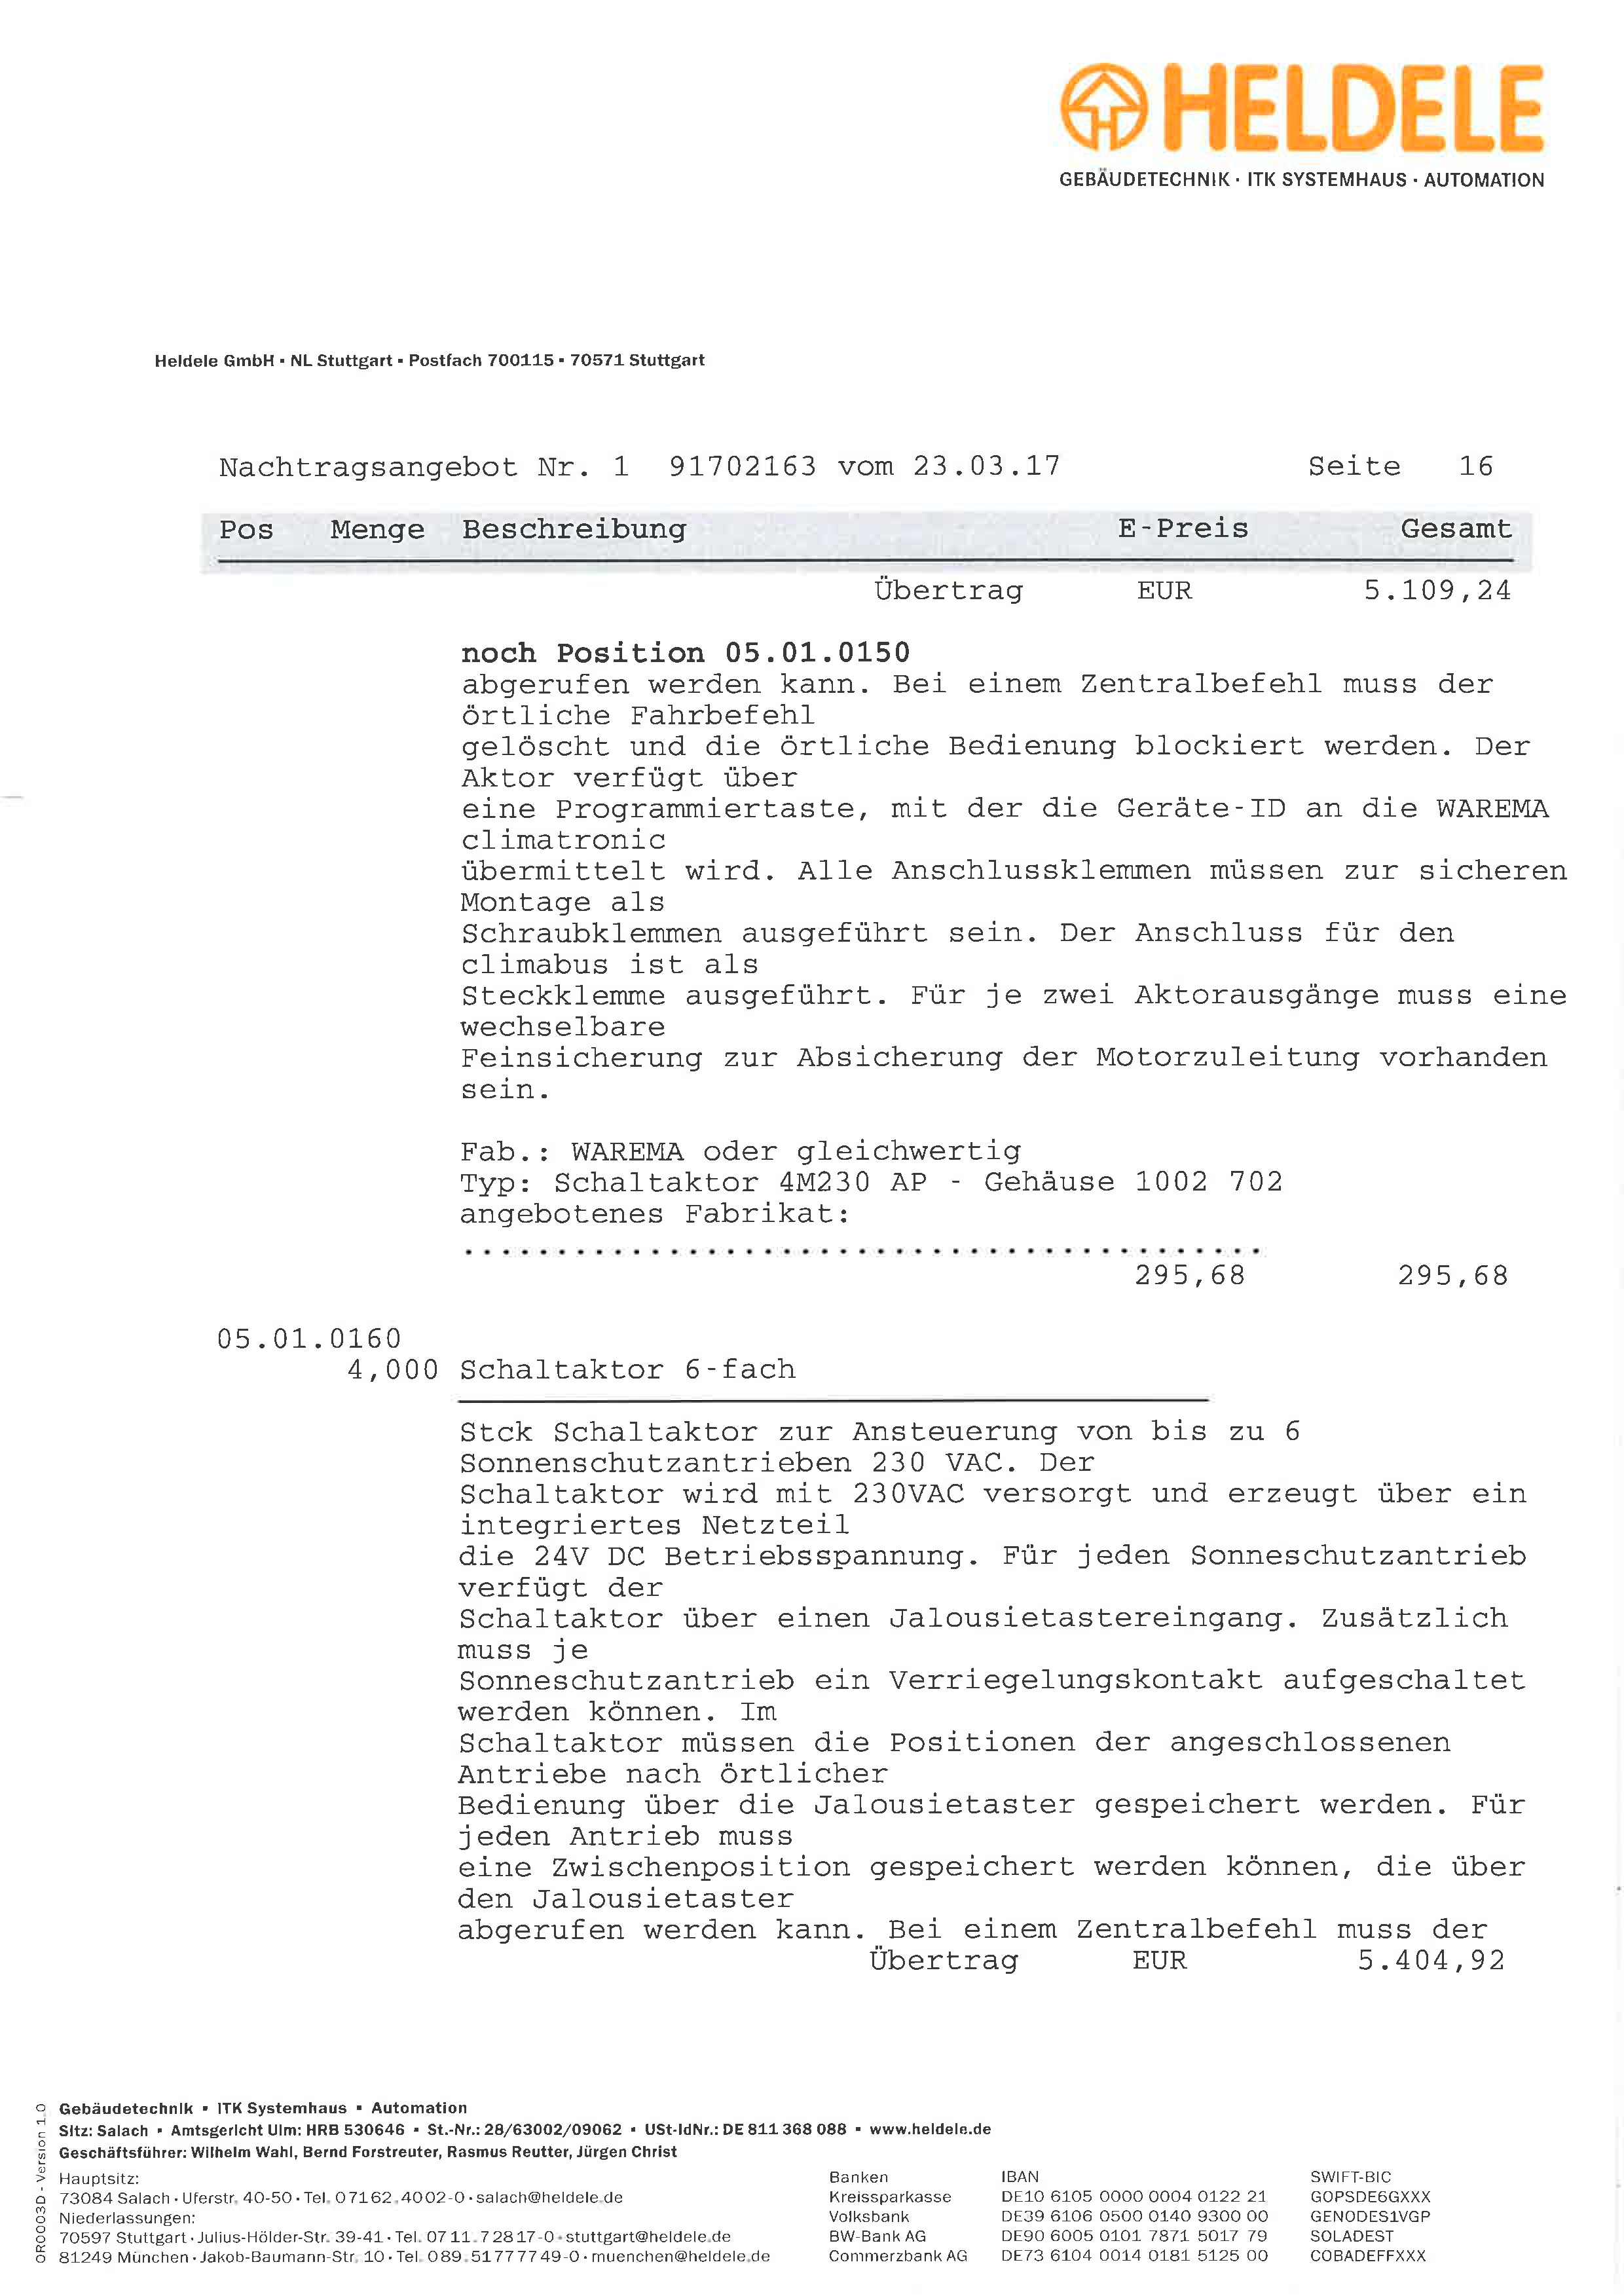 HELDELE
GEBÄUDETECHNIK · ITK SYSTEMHAUS · AUTOMATION
Heldele GmbH ▪ NL Stuttgart ▪ Postfach 700115 ▪ 70571 Stuttgart
Nachtragsangebot Nr. 1 91702163 vom 23.03.17 Seite 16
Pos Menge Beschreibung E-Preis Gesamt
Übertrag EUR 5.109,24
noch Position 05.01.0150
abgerufen werden kann. Bei einem Zentralbefehl muss der
örtliche Fahrbefehl
gelöscht und die örtliche Bedienung blockiert werden. Der
Aktor verfügt über
eine Programmiertaste, mit der die Geräte-ID an die WAREMA
climatronic
übermittelt wird. Alle Anschlussklemmen müssen zur sicheren
Montage als
Schraubklemmen ausgeführt sein. Der Anschluss für den
climabus ist als
Steckklemme ausgeführt. Für je zwei Aktorausgänge muss eine
wechselbare
Feinsicherung zur Absicherung der Motorzuleitung vorhanden
sein.
Fab.: WAREMA oder gleichwertig
Typ: Schaltaktor 4M230 AP - Gehäuse 1002 702
angebotenes Fabrikat:
...........................................
295,68 295,68
05.01.0160
4,000 Schaltaktor 6-fach
Stck Schaltaktor zur Ansteuerung von bis zu 6
Sonnenschutzantrieben 230 VAC. Der
Schaltaktor wird mit 230VAC versorgt und erzeugt über ein
integriertes Netzteil
die 24V DC Betriebsspannung. Für jeden Sonneschutzantrieb
verfügt der
Schaltaktor über einen Jalousietastereingang. Zusätzlich
muss je
Sonneschutzantrieb ein Verriegelungskontakt aufgeschaltet
werden können. Im
Schaltaktor müssen die Positionen der angeschlossenen
Antriebe nach örtlicher
Bedienung über die Jalousietaster gespeichert werden. Für
jeden Antrieb muss
eine Zwischenposition gespeichert werden können, die über
den Jalousietaster
abgerufen werden kann. Bei einem Zentralbefehl muss der
Übertrag EUR 5.404,92
OR0003D - Version 1.0
Gebäudetechnik ▪ ITK Systemhaus ▪ Automation
Sitz: Salach ▪ Amtsgericht Ulm: HRB 530646 ▪ St.-Nr.: 28/63002/09062 ▪ USt-IdNr.: DE 811 368 088 ▪ www.heldele.de
Geschäftsführer: Wilhelm Wahl, Bernd Forstreuter, Rasmus Reutter, Jürgen Christ
Hauptsitz: Banken IBAN SWIFT-BIC
73084 Salach · Uferstr. 40-50 · Tel. 07162.4002-0 · salach@heldele.de Kreissparkasse DE10 6105 0000 0004 0122 21 GOPSDE6GXXX
Niederlassungen: Volksbank DE39 6106 0500 0140 9300 00 GENODES1VGP
70597 Stuttgart · Julius-Hölder-Str. 39-41 · Tel. 0711.72817-0 · stuttgart@heldele.de BW-Bank AG DE90 6005 0101 7871 5017 79 SOLADEST
81249 München · Jakob-Baumann-Str. 10 · Tel. 089.5177749-0 · muenchen@heldele.de Commerzbank AG DE73 6104 0014 0181 5125 00 COBADEFFXXX